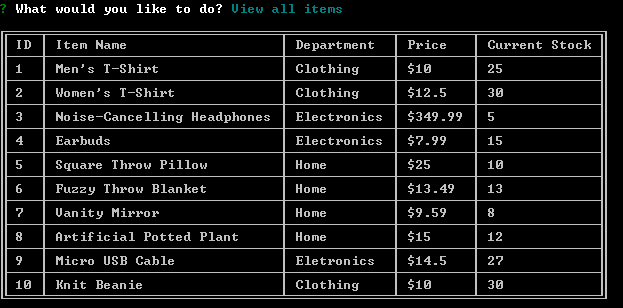 ? What would you like to do? View all items
ID Item Name Department Price Current Stock
1 Men's T-Shirt Clothing $10 25
2 Women's T-Shirt Clothing $12.5 30
3 Noise-Cancelling Headphones Electronics $349.99 5
4 Earbuds Electronics $7.99 15
5 Square Throw Pillow Home $25 10
6 Fuzzy Throw Blanket Home $13.49 13
7 Vanity Mirror Home $9.59 8
8 Artificial Potted Plant Home $15 12
9 Micro USB Cable Eletronics $14.5 27
10 Knit Beanie Clothing $10 30